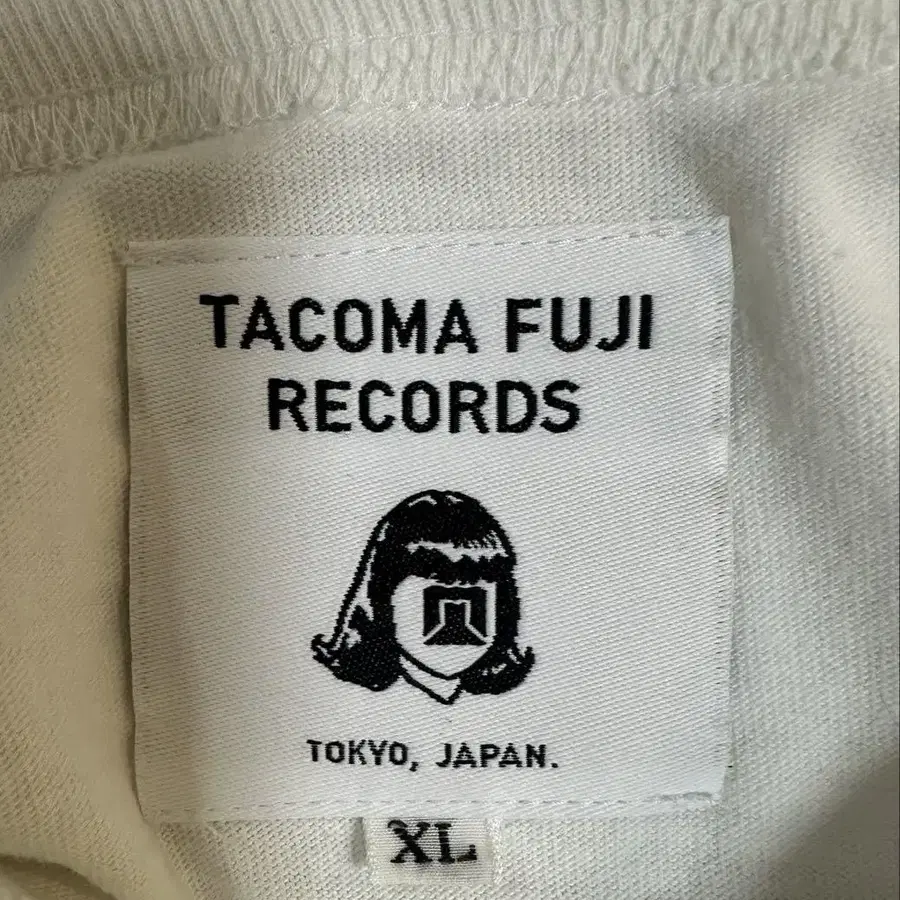 TACOMA FUJI
RECORDS
TOKYO, JAPAN.
XL